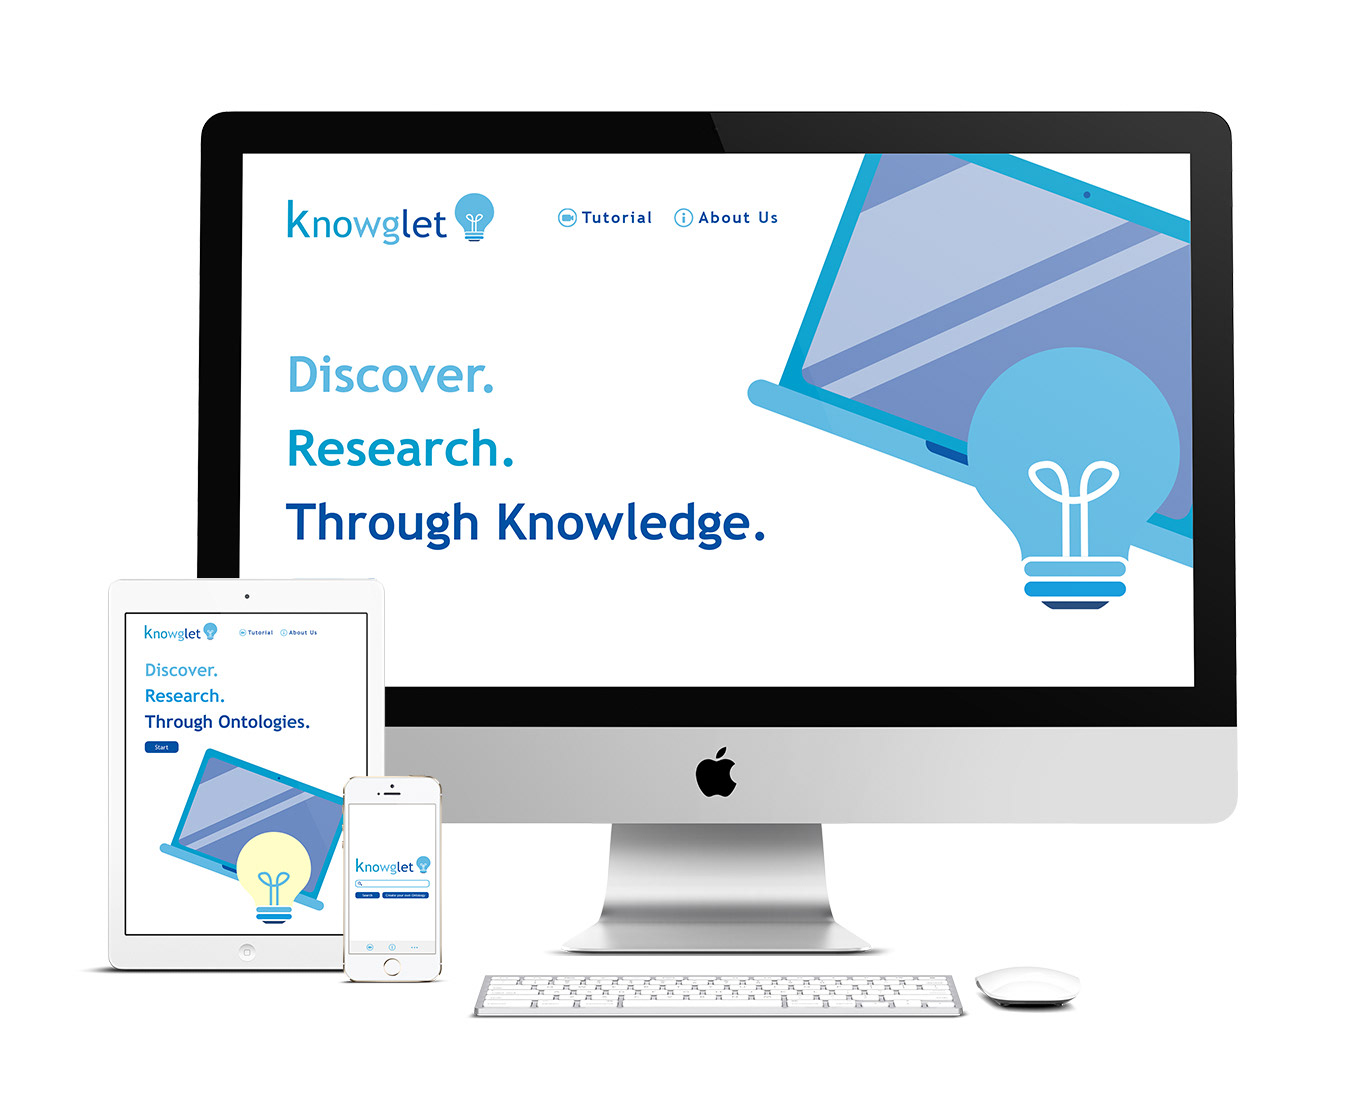 Knowglet
Tutorial
About Us
Discover.
Research.
Through Knowledge.
Knowglet
Tutorial
About Us
Discover.
Research.
Through Ontologies.
Start
Knowglet
Search
Create your own Ontology